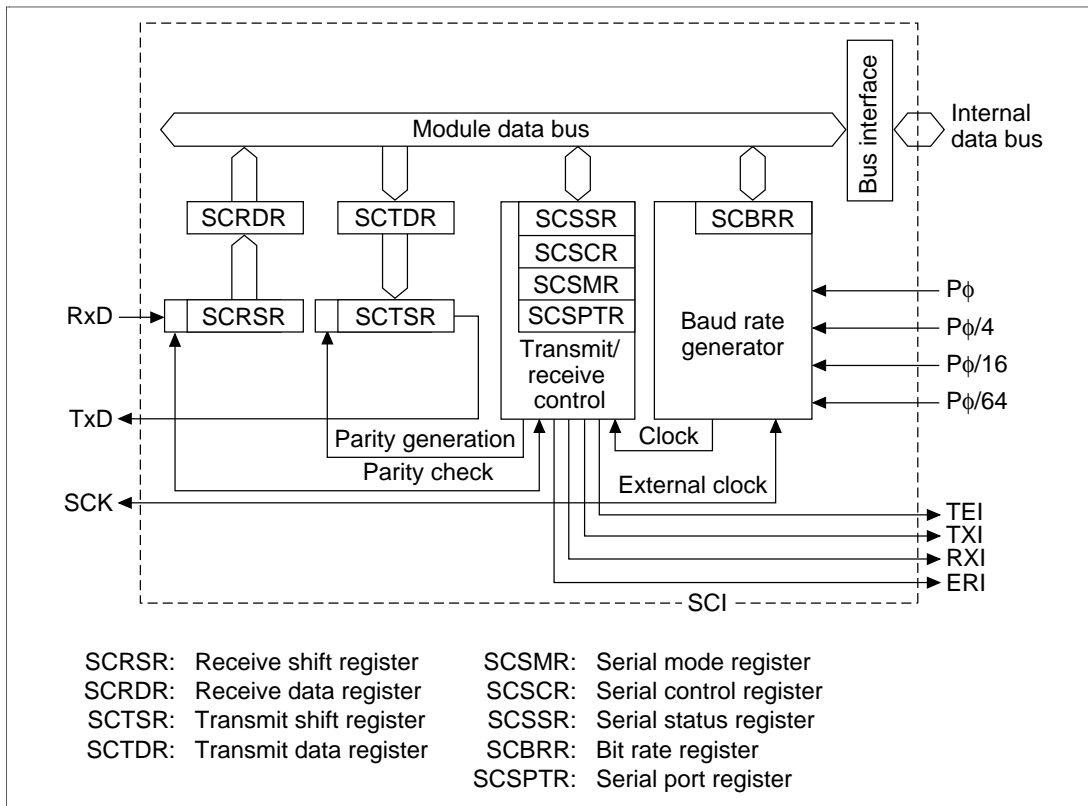 Module data bus
Bus interface
Internal
data bus
SCRDR
SCTDR
SCSSR
SCSCR
SCSMR
SCSPTR
Transmit/
receive
control
SCBRR
Baud rate
generator
RxD
SCRSR
SCTSR
Pϕ
Pϕ/4
Pϕ/16
Pϕ/64
TxD
Parity generation
Parity check
Clock
SCK
External clock
TEI
TXI
RXI
ERI
SCI
SCRSR: Receive shift register
SCRDR: Receive data register
SCTSR: Transmit shift register
SCTDR: Transmit data register
SCSMR: Serial mode register
SCSCR: Serial control register
SCSSR: Serial status register
SCBRR: Bit rate register
SCSPTR: Serial port register